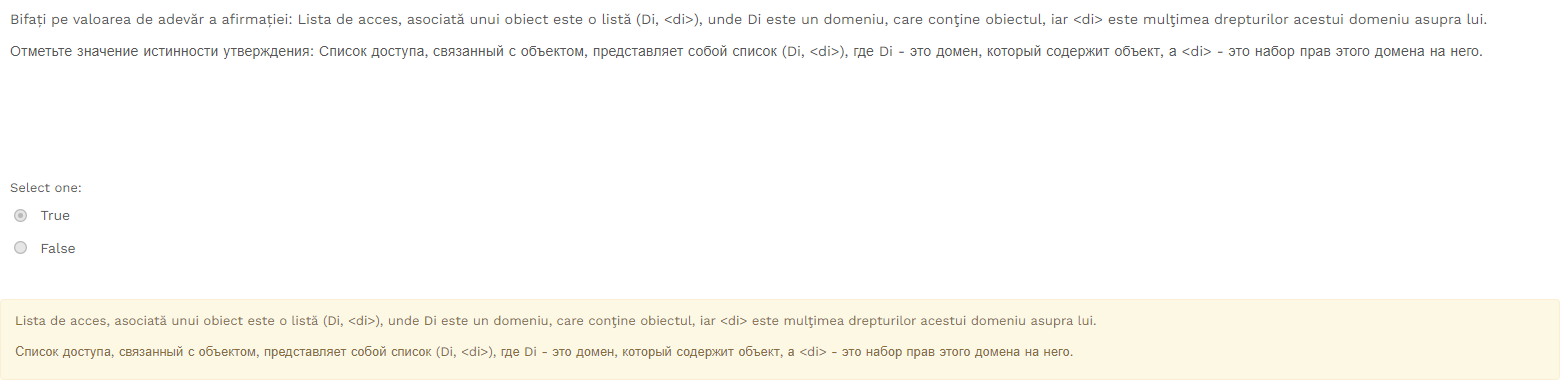 Bifați pe valoarea de adevăr a afirmației: Lista de acces, asociată unui obiect este o listă (Di, <di>), unde Di este un domeniu, care conţine obiectul, iar <di> este mulţimea drepturilor acestui domeniu asupra lui.
Отметьте значение истинности утверждения: Список доступа, связанный с объектом, представляет собой список (Di, <di>), где Di - это домен, который содержит объект, а <di> - это набор прав этого домена на него.
Select one:
True
False
Lista de acces, asociată unui obiect este o listă (Di, <di>), unde Di este un domeniu, care conţine obiectul, iar <di> este mulţimea drepturilor acestui domeniu asupra lui.
Список доступа, связанный с объектом, представляет собой список (Di, <di>), где Di - это домен, который содержит объект, а <di> - это набор прав этого домена на него.